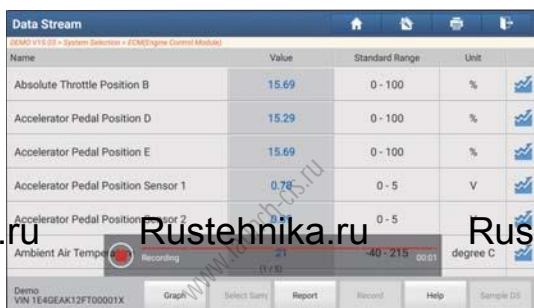 Data Stream
DEMO V15.03 > System Selection > ECM(Engine Control Module)
Name Value Standard Range Unit
Absolute Throttle Position B 15.69 0 - 100 %
Accelerator Pedal Position D 15.29 0 - 100 %
Accelerator Pedal Position E 15.69 0 - 100 %
Accelerator Pedal Position Sensor 1 0.78 0 - 5 V
Accelerator Pedal Position Sensor 2 0 - 5 V
.ru Rustehnika.ru Rus
Ambient Air 21 -40 - 215 degree C
Recording 00:01
(1 / 5)
Demo
VIN 1E4GEAK12FT00001X
Graph Report Record Help Sample DS